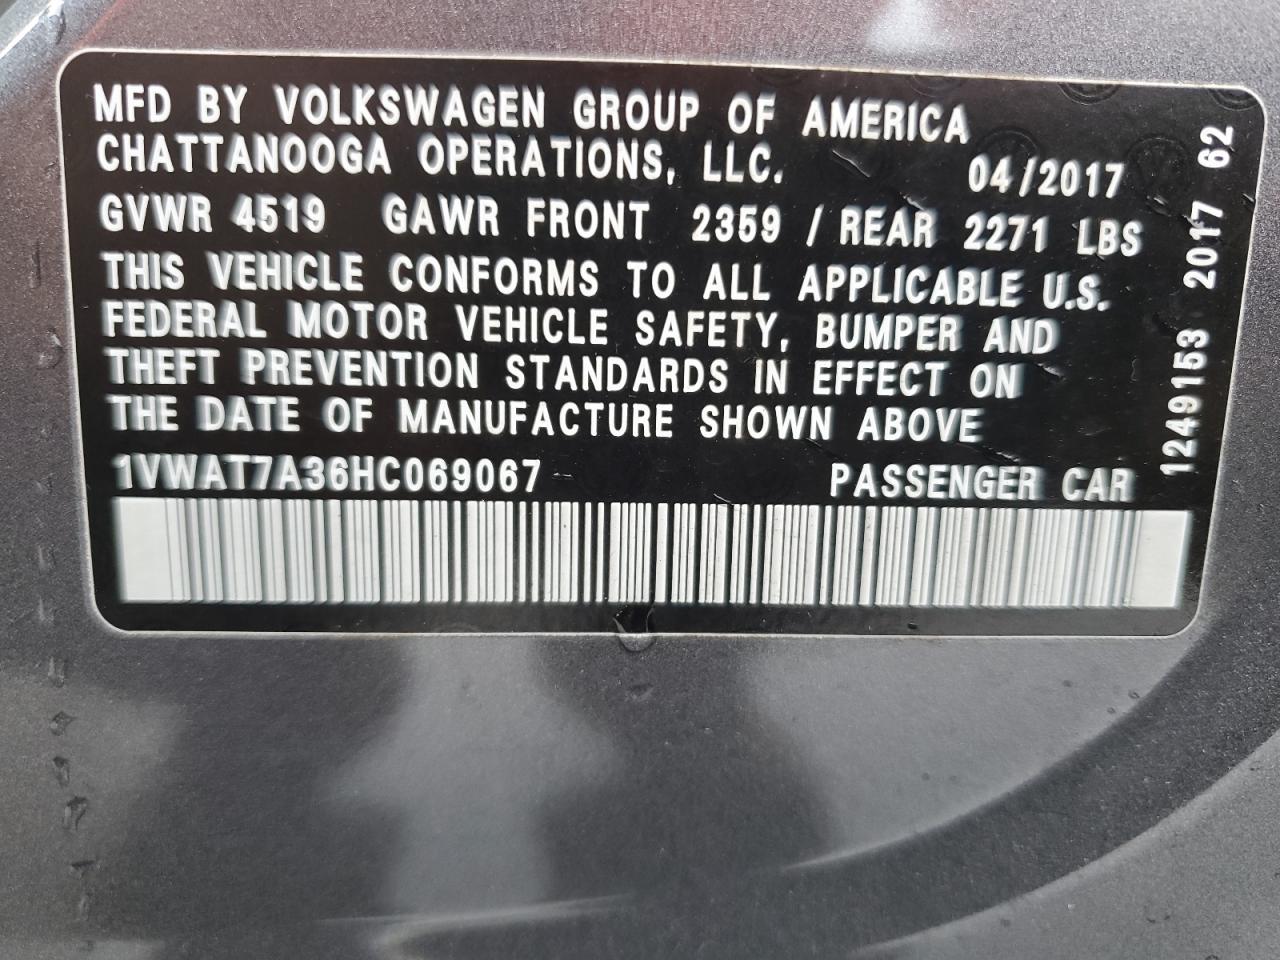 MFD BY VOLKSWAGEN GROUP OF AMERICA
CHATTANOOGA OPERATIONS, LLC. 04/2017
GVWR 4519 GAWR FRONT 2359 / REAR 2271 LBS
THIS VEHICLE CONFORMS TO ALL APPLICABLE U.S.
FEDERAL MOTOR VEHICLE SAFETY, BUMPER AND
THEFT PREVENTION STANDARDS IN EFFECT ON
THE DATE OF MANUFACTURE SHOWN ABOVE
1VWAT7A36HC069067 PASSENGER CAR
1249153 2017 62